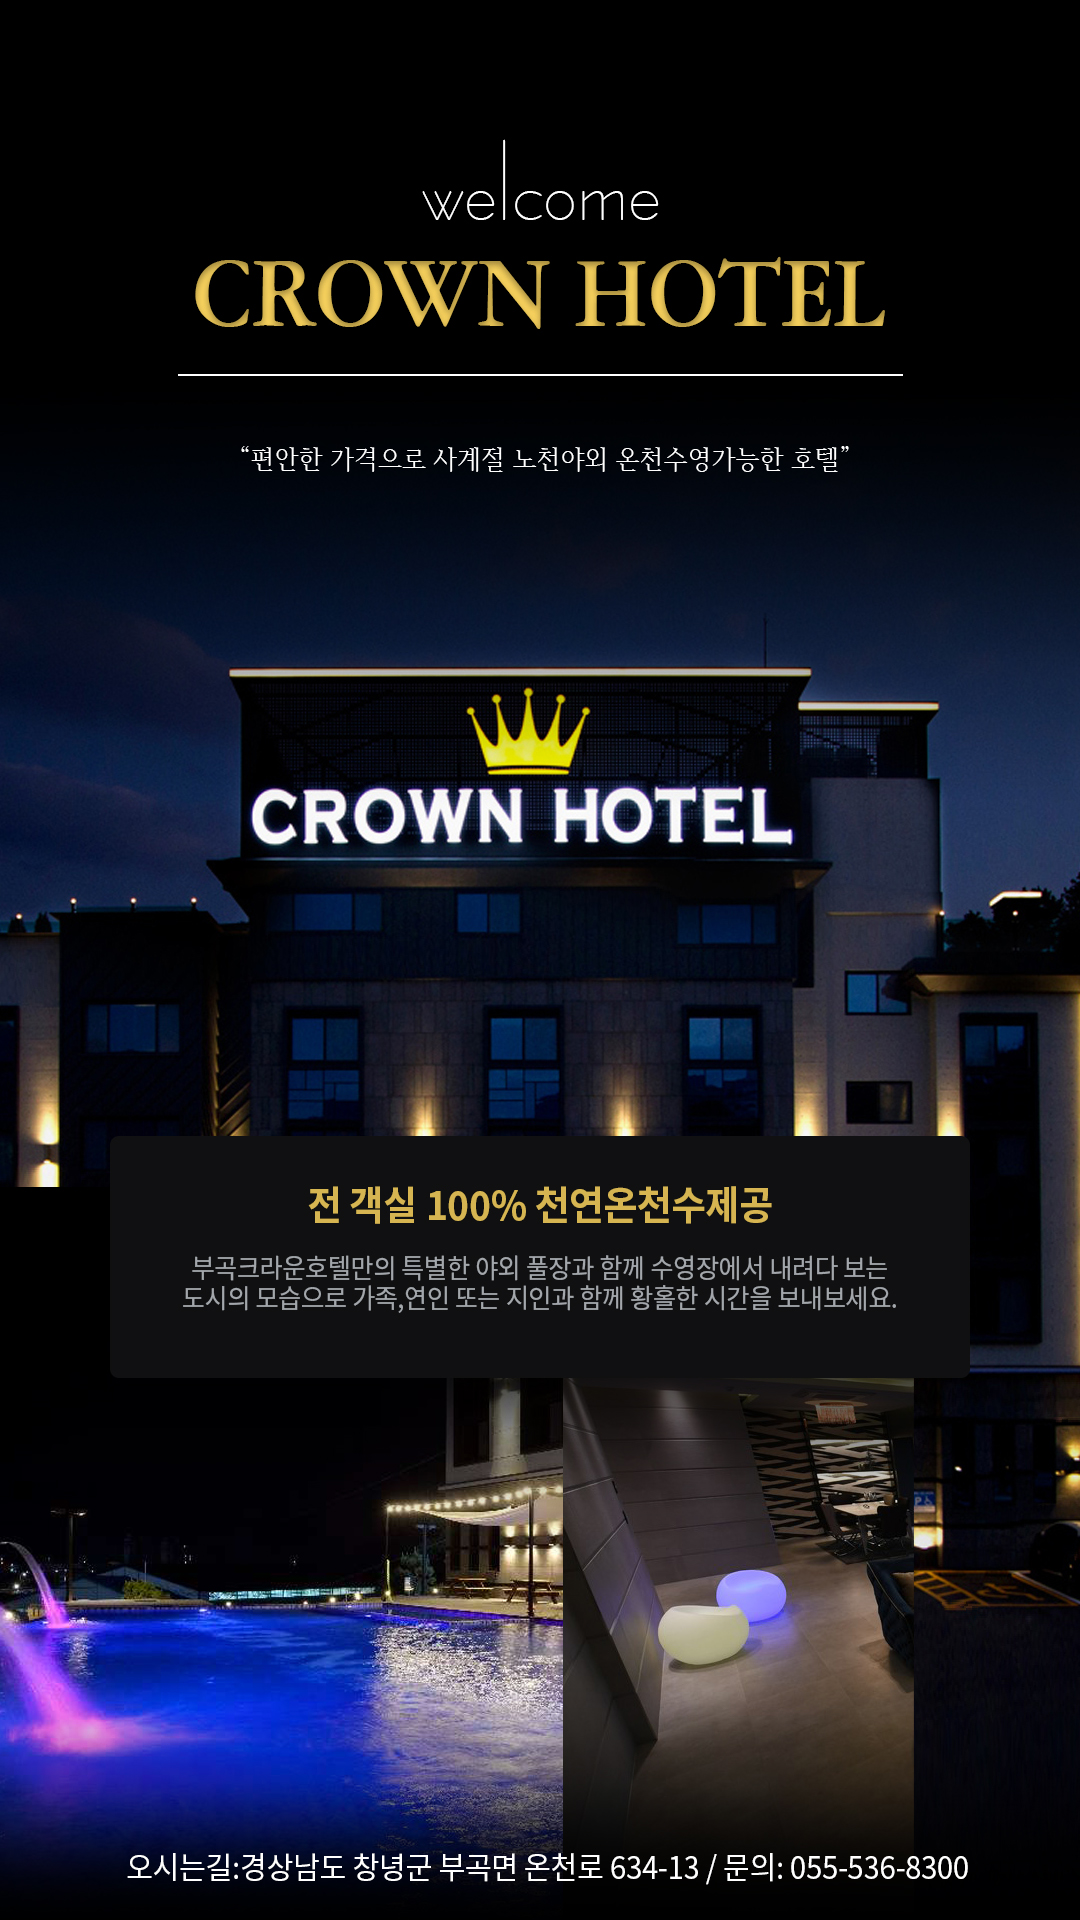 welcome
CROWN HOTEL
“편안한 가격으로 사계절 노천야외 온천수영가능한 호텔”
CROWN HOTEL
전 객실 100% 천연온천수제공
부곡크라운호텔만의 특별한 야외 풀장과 함께 수영장에서 내려다 보는
도시의 모습으로 가족,연인 또는 지인과 함께 황홀한 시간을 보내보세요.
오시는길:경상남도 창녕군 부곡면 온천로 634-13 / 문의: 055-536-8300